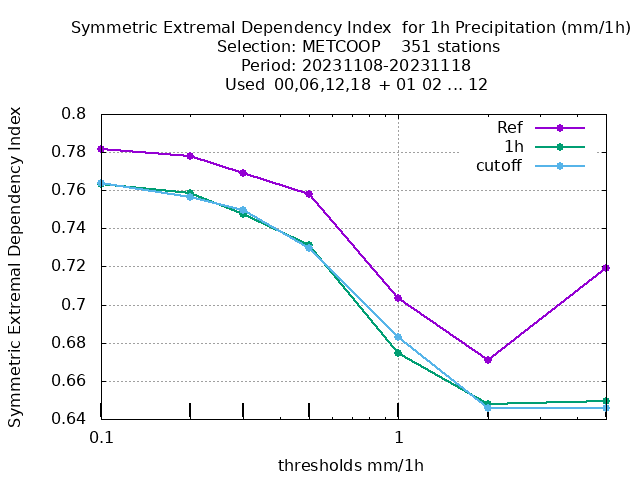 Symmetric Extremal Dependency Index  for 1h Precipitation (mm/1h)
Selection: METCOOP    351 stations
Period: 20231108-20231118
Used  00,06,12,18  + 01 02 ... 12
Symmetric Extremal Dependency Index
0.8
0.78
0.76
0.74
0.72
0.7
0.68
0.66
0.64
Ref
1h
cutoff
0.1
1
thresholds mm/1h